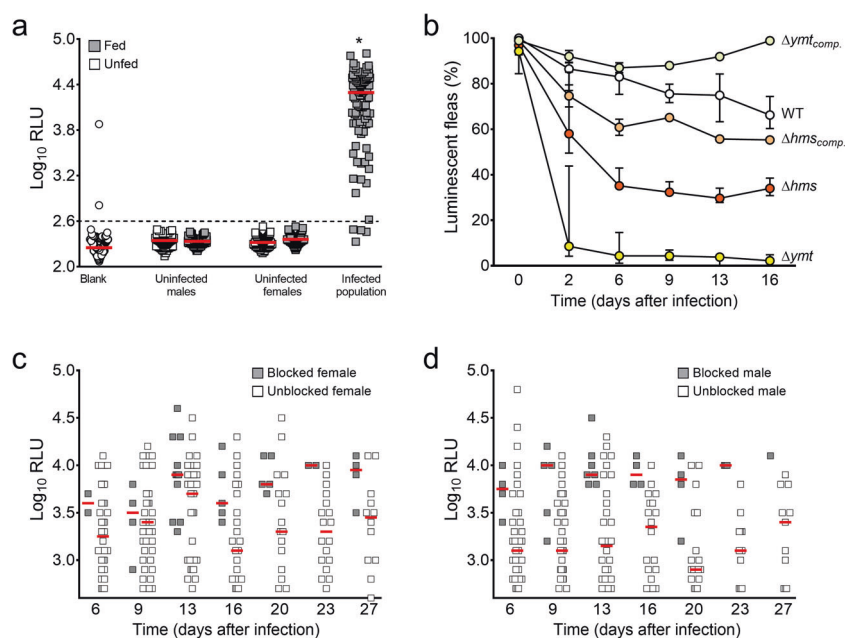 a
Fed
Unfed
*
Log10 RLU
5.0
4.4
3.8
3.2
2.6
2.0
Blank
Uninfected
males
Uninfected
females
Infected
population
b
Luminescent fleas (%)
100
80
60
40
20
0
0 2 6 9 13 16
Time (days after infection)
Δymtcomp.
WT
Δhmscomp.
Δhms
Δymt
c
Blocked female
Unblocked female
Log10 RLU
5.0
4.5
4.0
3.5
3.0
6 9 13 16 20 23 27
Time (days after infection)
d
Blocked male
Unblocked male
Log10 RLU
5.0
4.5
4.0
3.5
3.0
6 9 13 16 20 23 27
Time (days after infection)